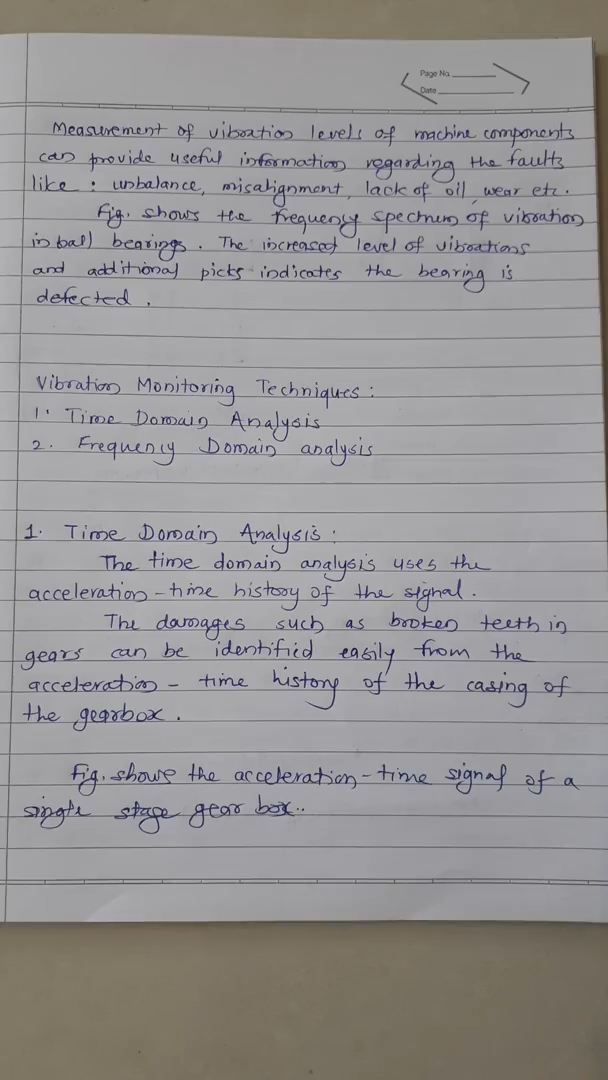 Page No.
Date
Measurement of vibration levels of machine components
can provide useful information regarding the faults
like : unbalance, misalignment, lack of oil, wear etc.
Fig. shows the frequency spectrum of vibration
in ball bearings. The increased level of vibrations
and additional picks indicates the bearing is
defected.
Vibration Monitoring Techniques :
1. Time Domain Analysis
2. Frequency Domain analysis
1. Time Domain Analysis :
The time domain analysis uses the
acceleration - time history of the signal.
The damages such as broken teeth in
gears can be identified easily from the
acceleration - time history of the casing of
the gearbox.
Fig. shows the acceleration - time signal of a
single stage gear box..